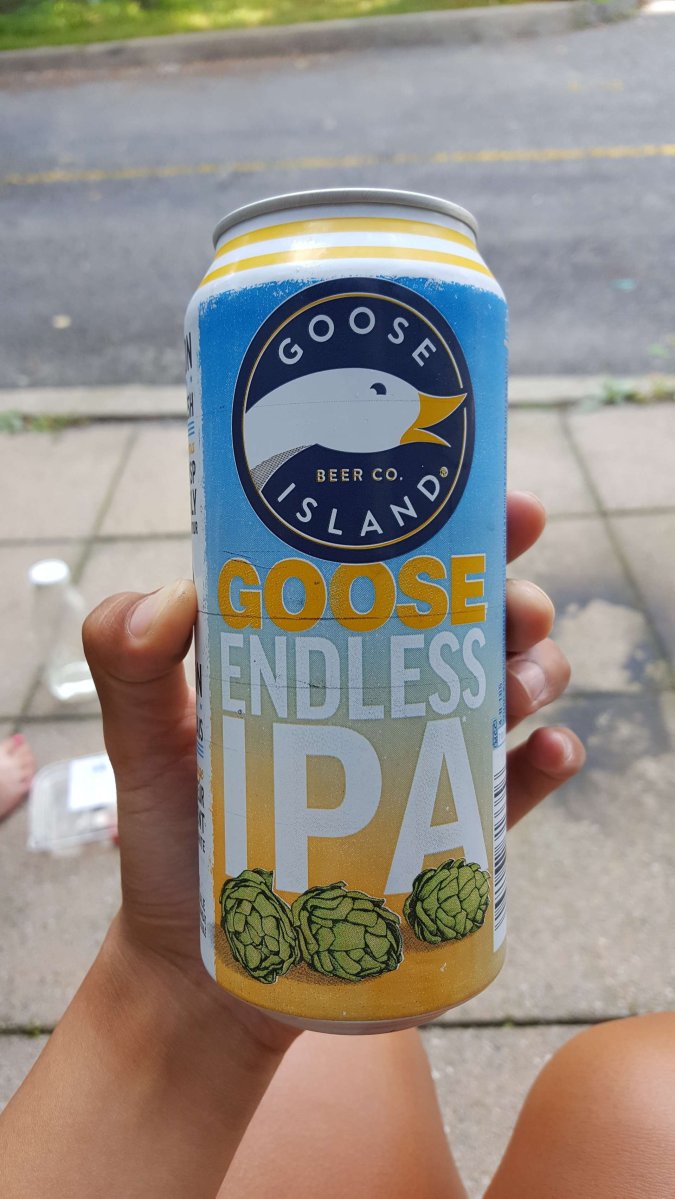 GOOSE
BEER CO.
ISLAND®
GOOSE
ENDLESS
IPA